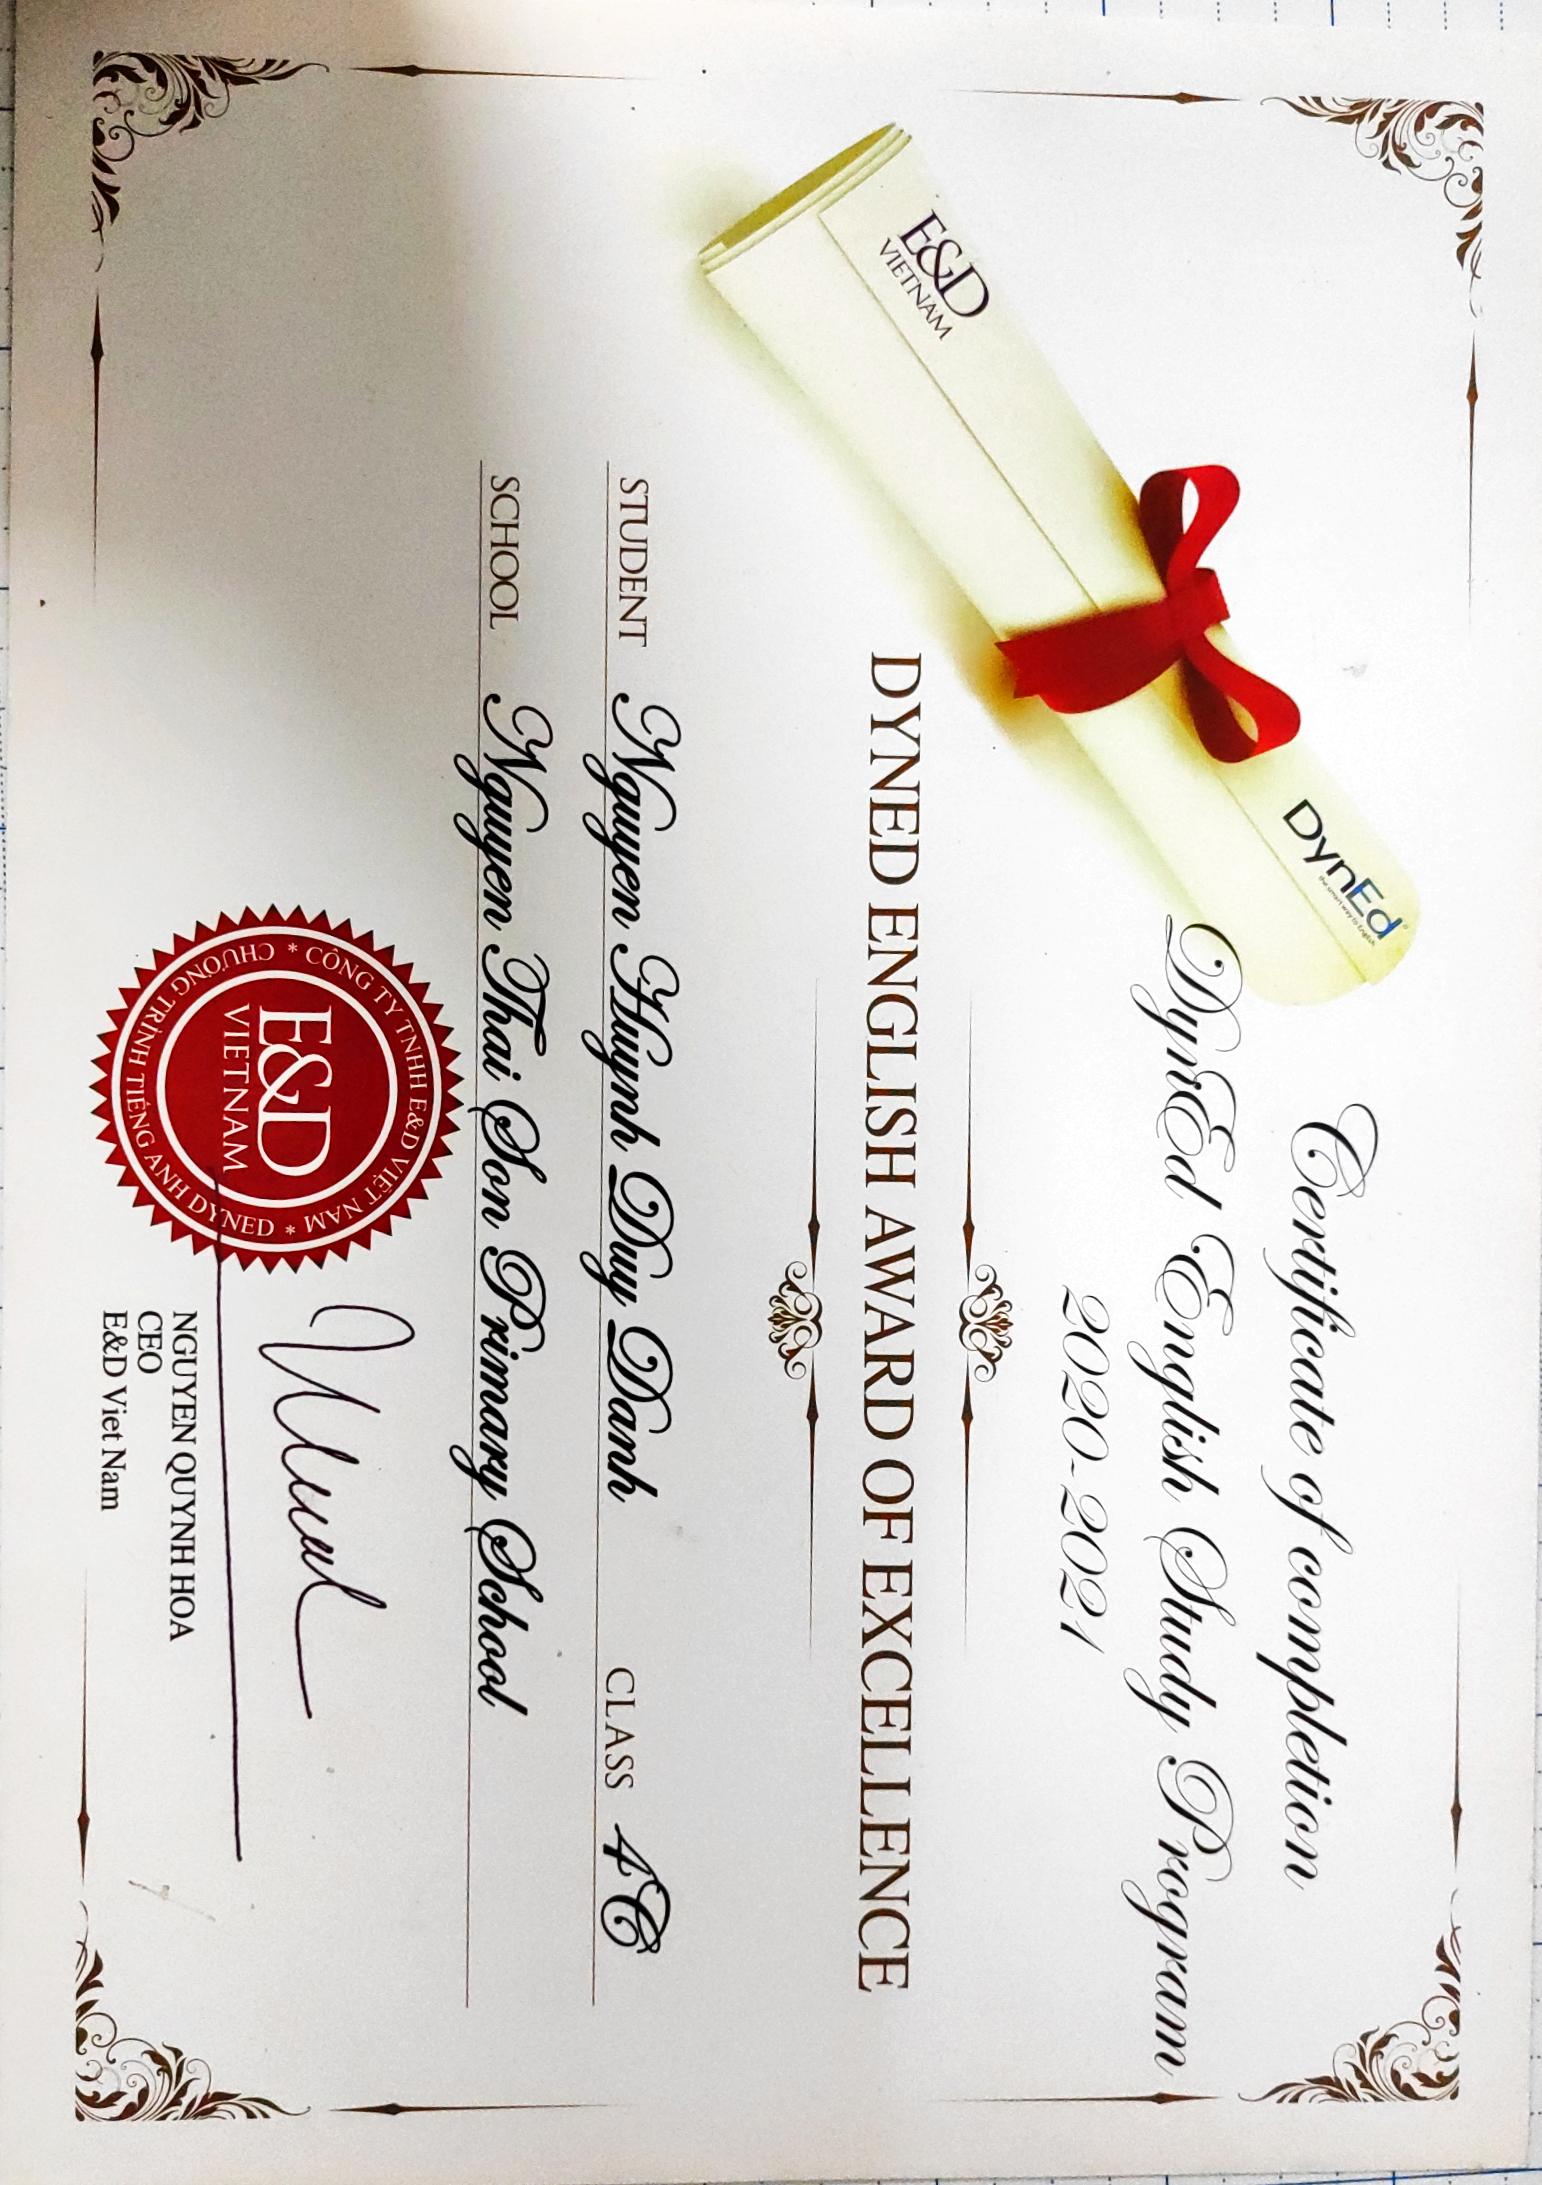 DynEd
the smart way to English
Certificate of completion
DynEd English Study Program
2020-2021
E&D
VIETNAM
DYNED ENGLISH AWARD OF EXCELLENCE
STUDENT Nguyen Huynh Duy Danh CLASS 4C
SCHOOL Nguyen Thai Son Primary School
* CÔNG TY TNHH E&D VIỆT NAM *
E&D
VIETNAM
CHƯƠNG TRÌNH TIẾNG ANH DYNED
NGUYEN QUYNH HOA
CEO
E&D Viet Nam